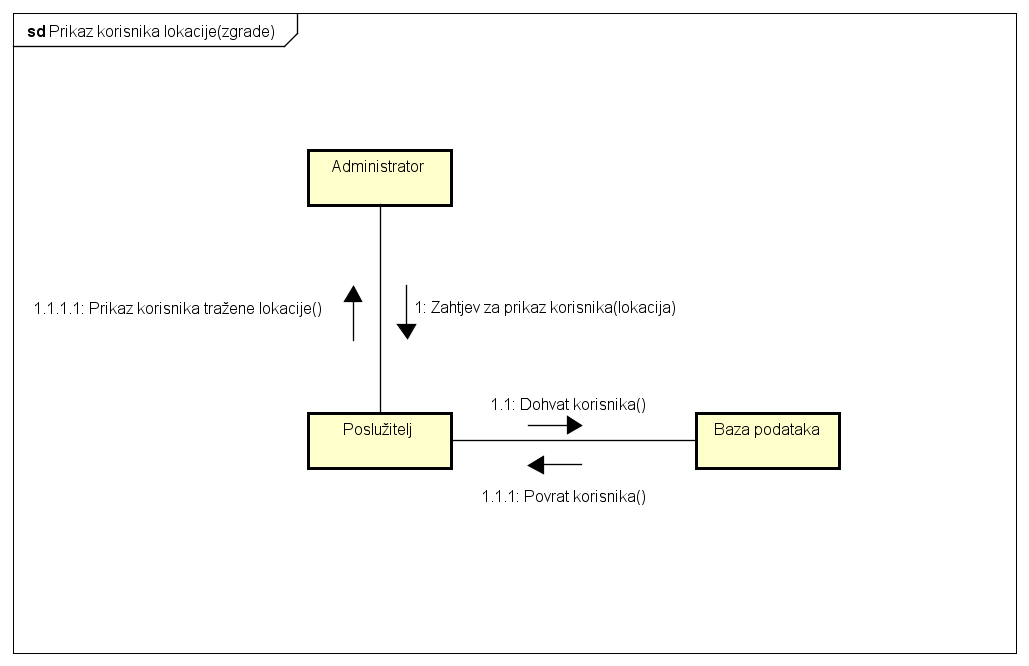 sd Prikaz korisnika lokacije(zgrade)
Administrator
1.1.1.1: Prikaz korisnika tražene lokacije()
1: Zahtjev za prikaz korisnika(lokacija)
1.1: Dohvat korisnika()
Poslužitelj
Baza podataka
1.1.1: Povrat korisnika()